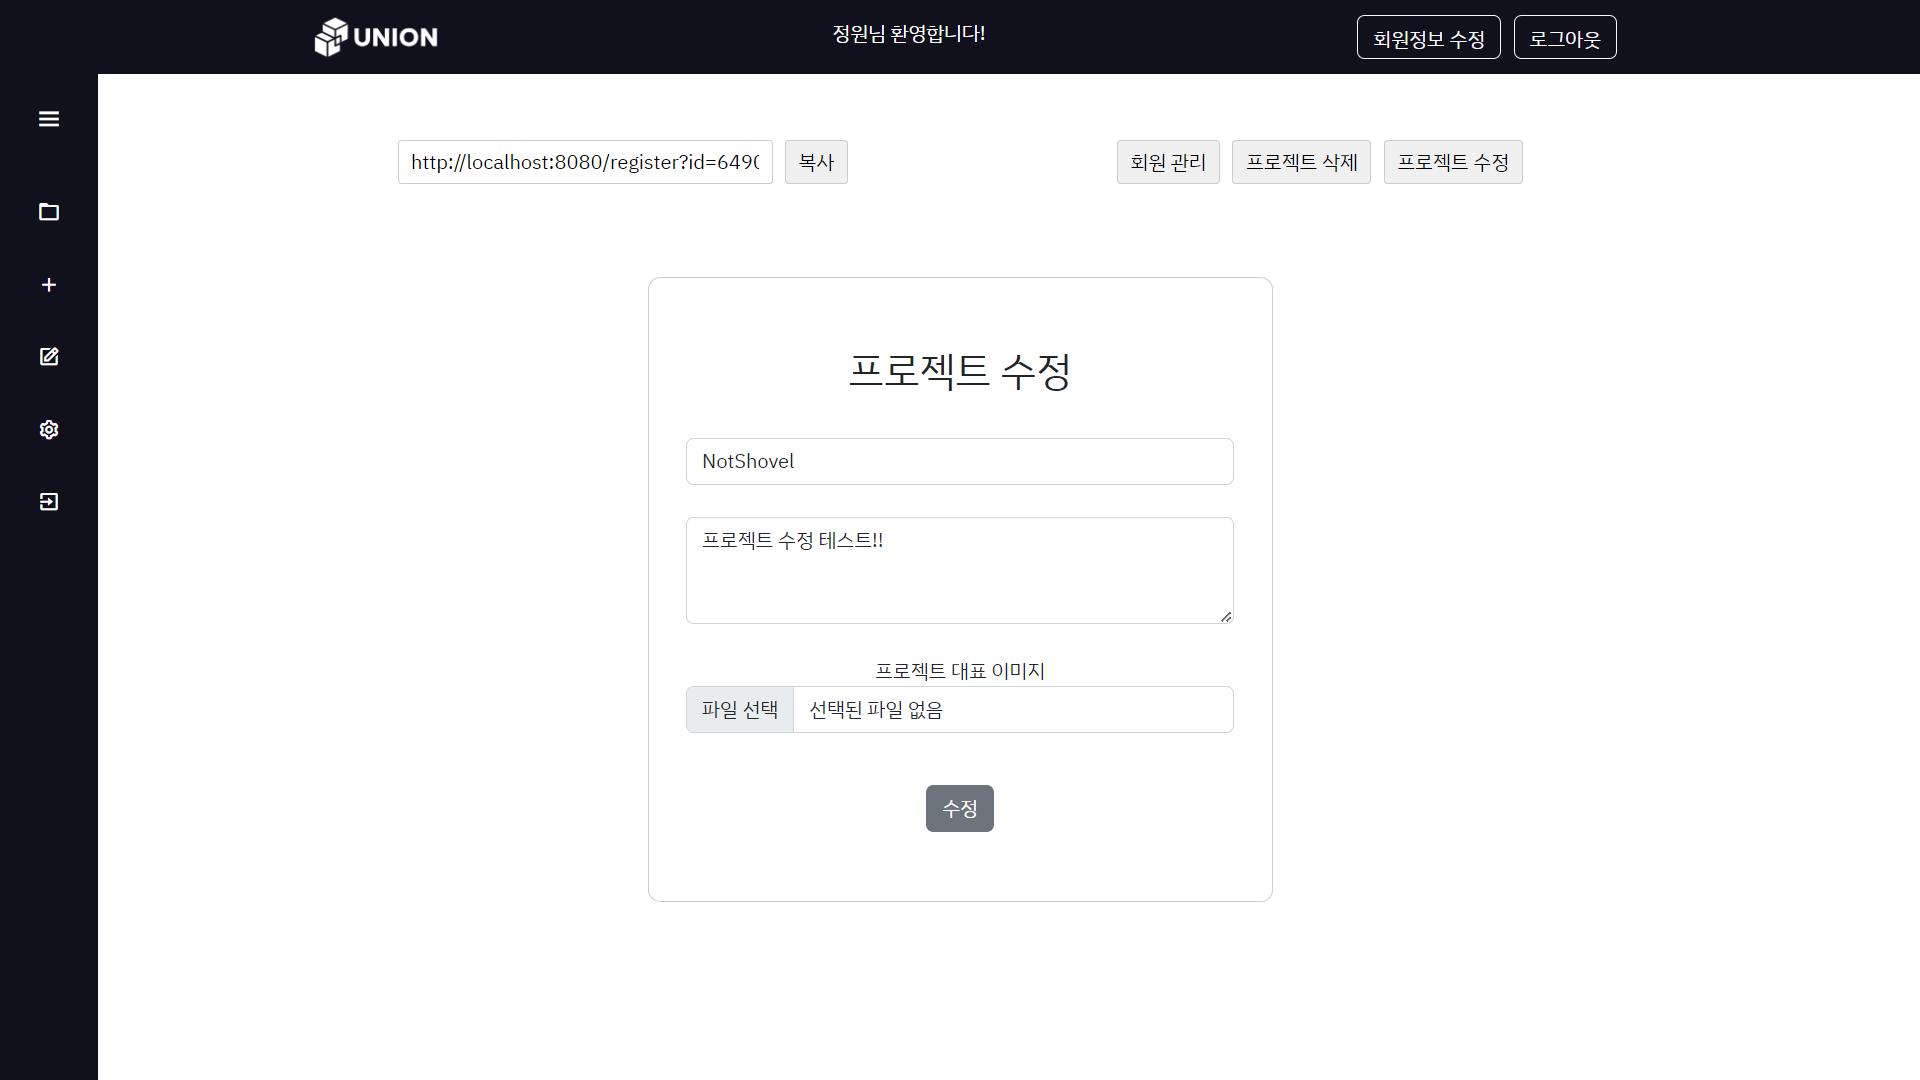 UNION
정원님 환영합니다!
회원정보 수정
로그아웃
http://localhost:8080/register?id=649
복사
회원 관리
프로젝트 삭제
프로젝트 수정
프로젝트 수정
NotShovel
프로젝트 수정 테스트!!
프로젝트 대표 이미지
파일 선택
선택된 파일 없음
수정